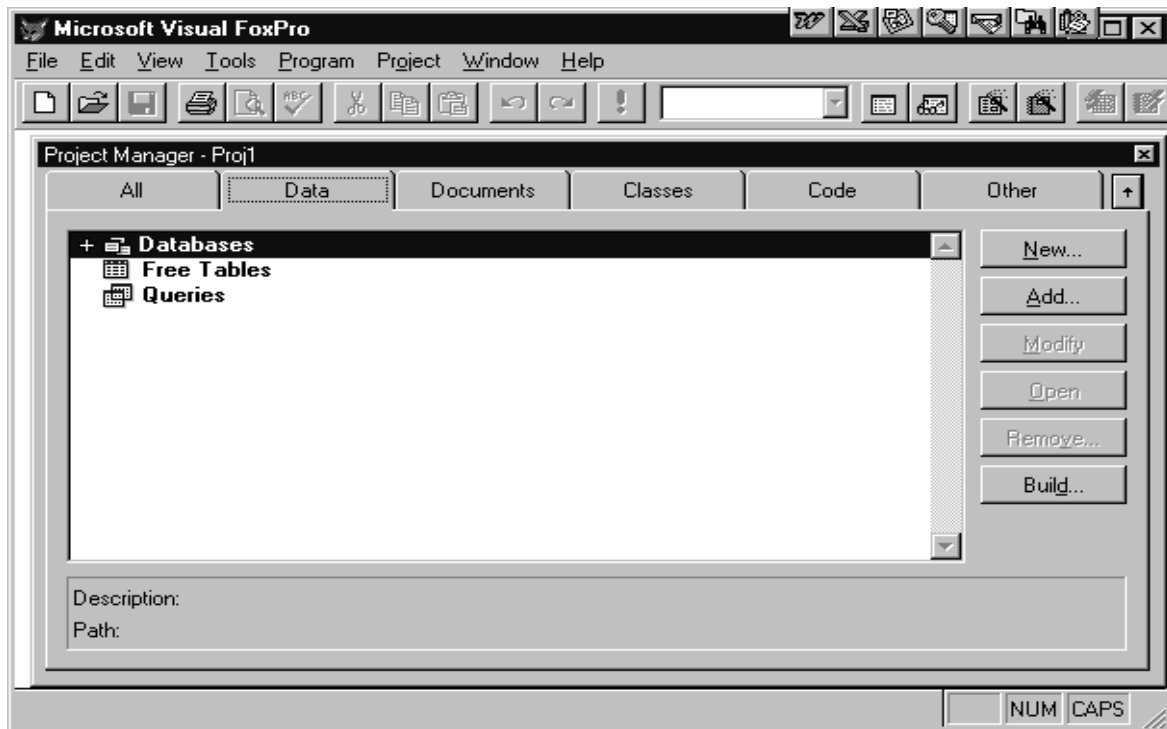 Microsoft Visual FoxPro
File Edit View Tools Program Project Window Help
ABC
Project Manager - Proj1
All Data Documents Classes Code Other
+ Databases
Free Tables
Queries
New...
Add...
Modify
Open
Remove...
Build...
Description:
Path:
NUM CAPS